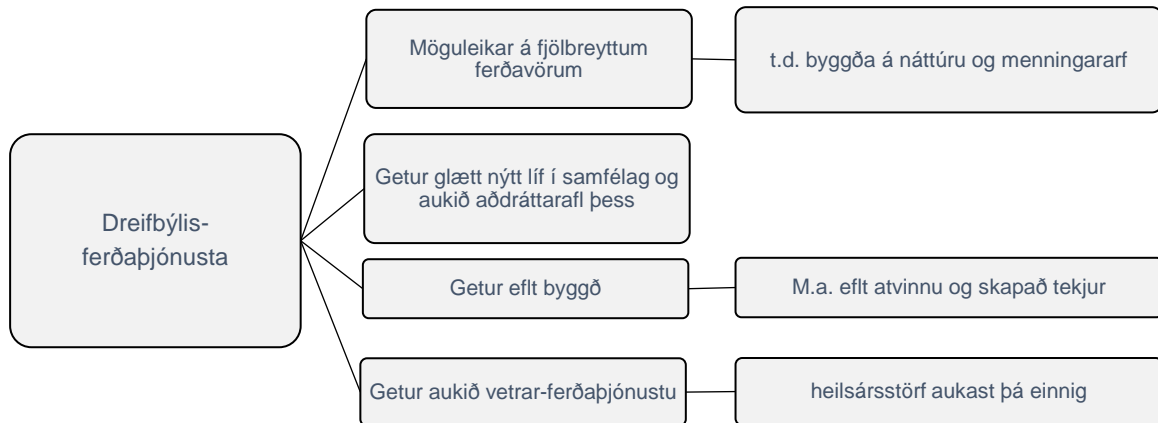 Dreifbýlis-
ferðaþjónusta
Möguleikar á fjölbreyttum
ferðavörum
t.d. byggða á náttúru og menningararf
Getur glætt nýtt líf í samfélag og
aukið aðdráttarafl þess
Getur eflt byggð
M.a. eflt atvinnu og skapað tekjur
Getur aukið vetrar-ferðaþjónustu
heilsársstörf aukast þá einnig